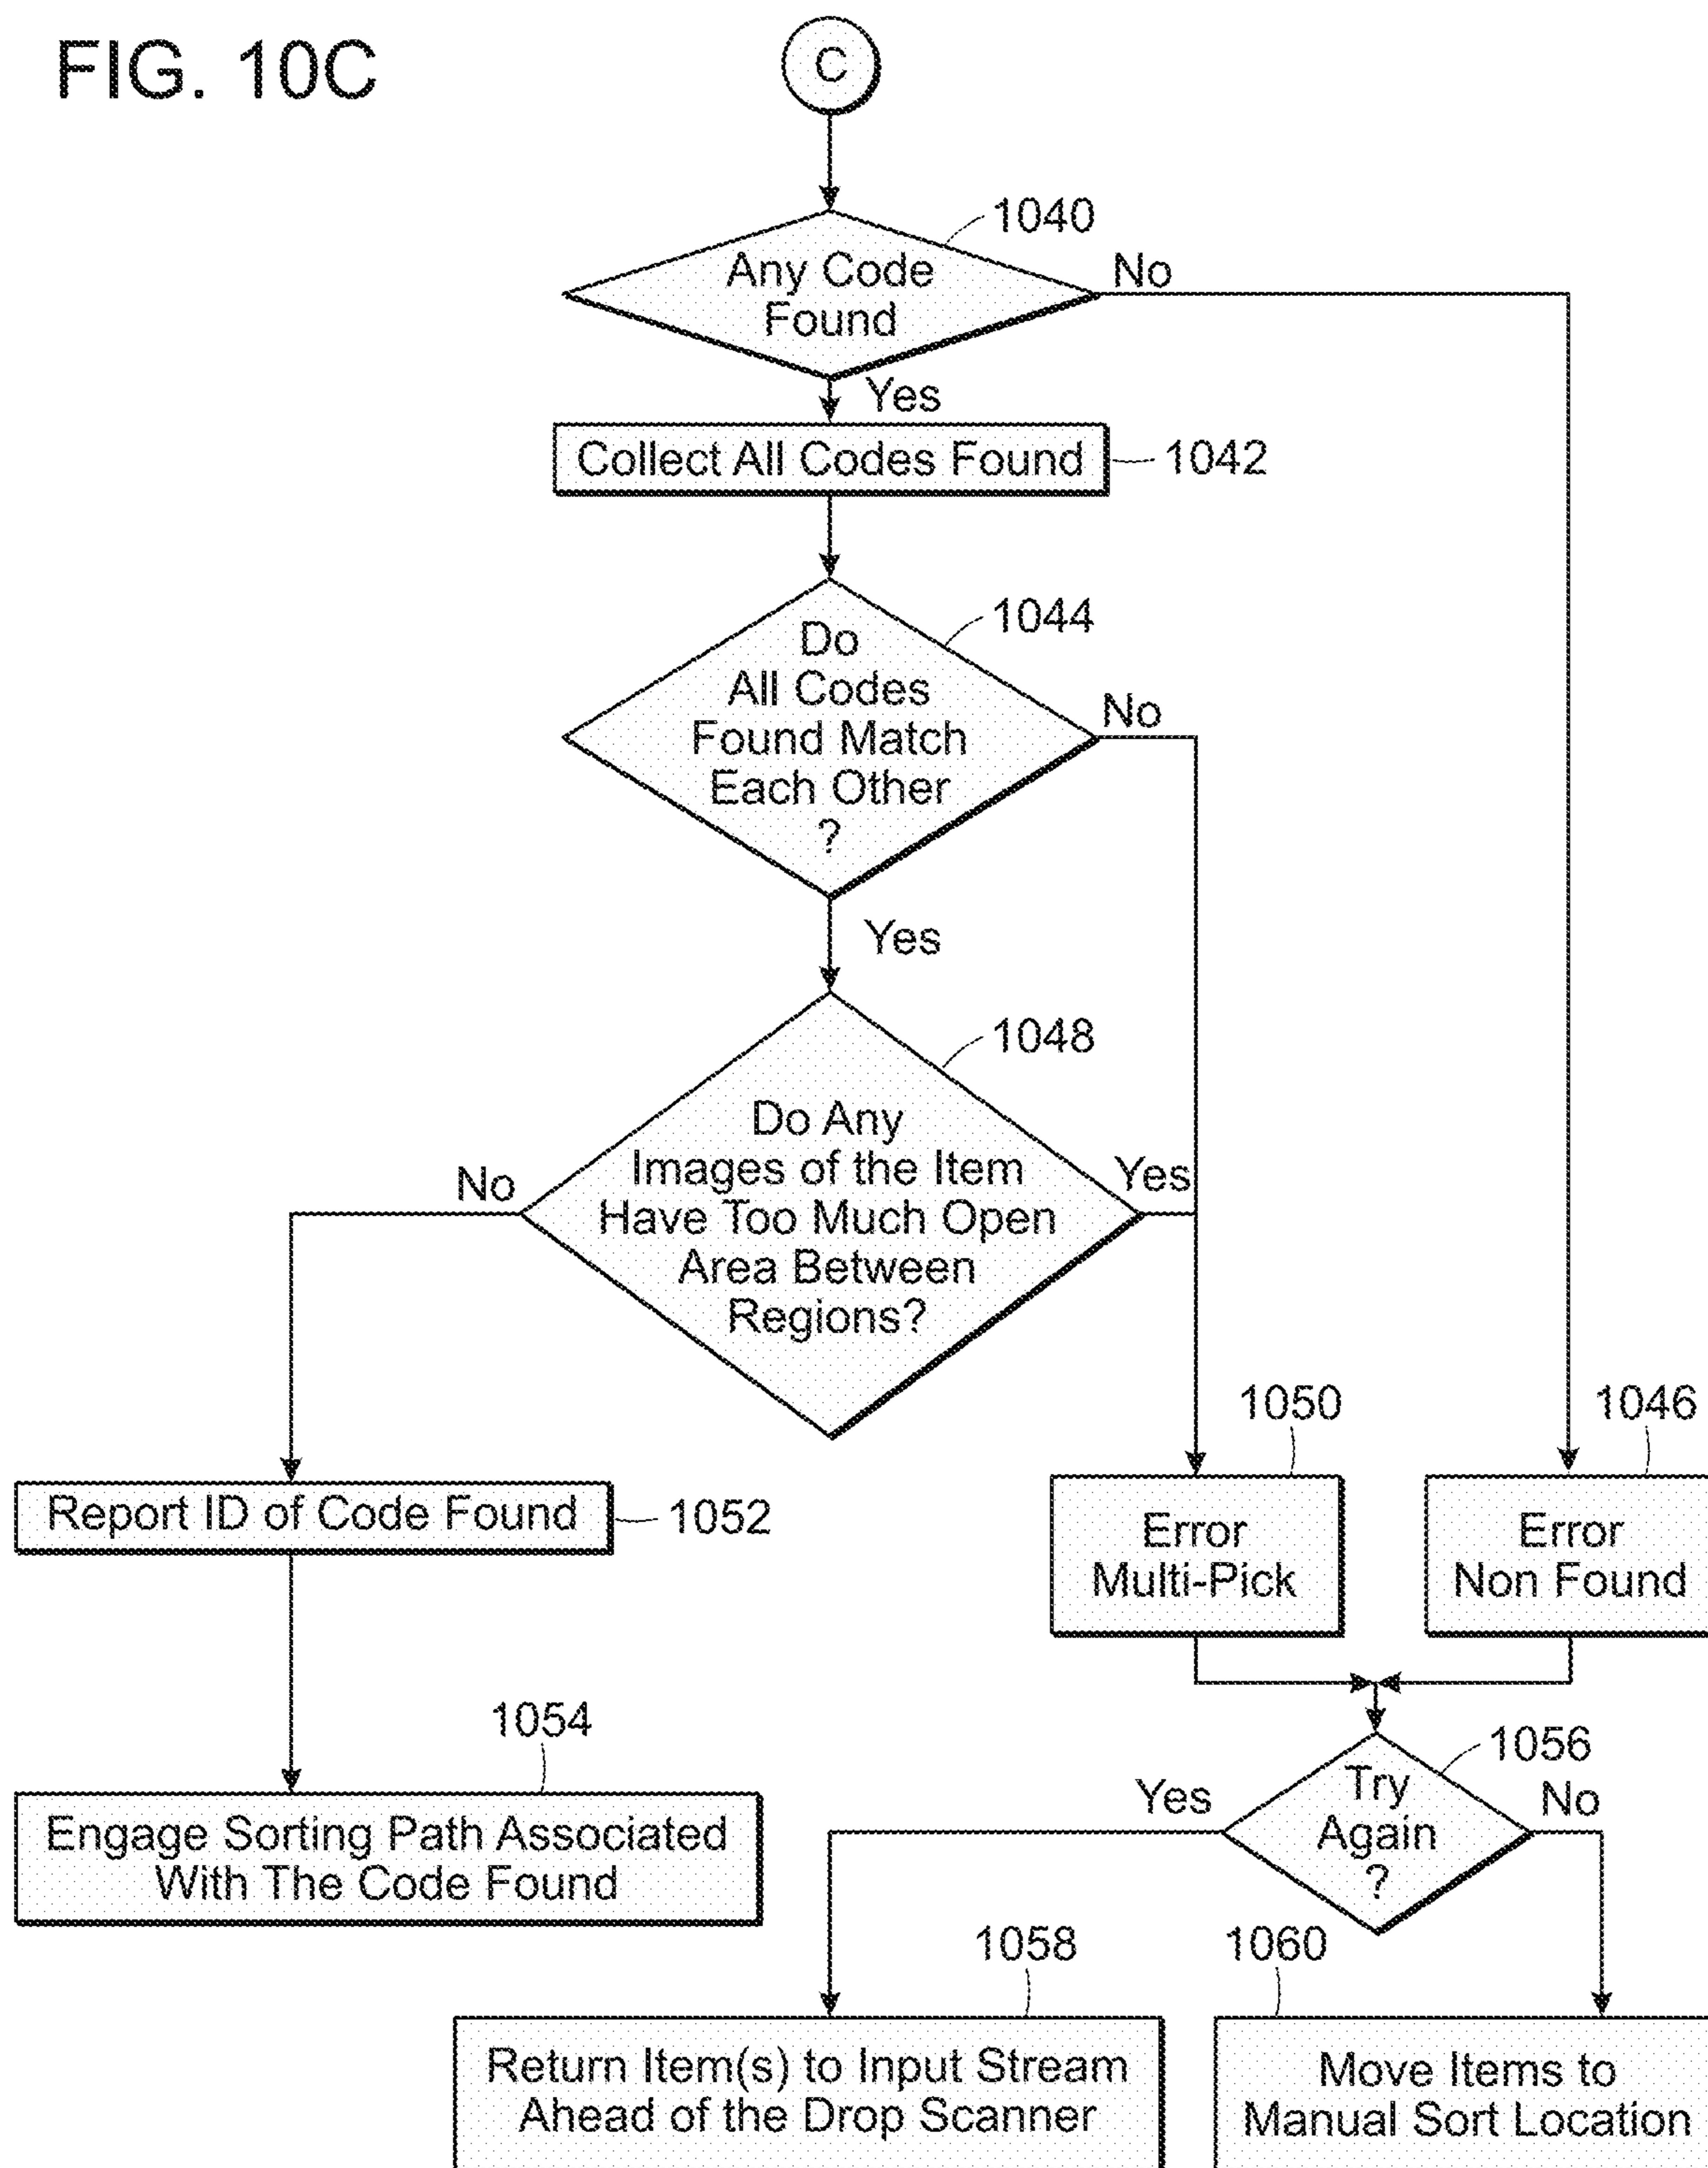 FIG. 10C
C
1040
Any Code
Found
No
Yes
Collect All Codes Found
1042
1044
Do
All Codes
Found Match
Each Other
?
No
Yes
1048
Do Any
Images of the Item
Have Too Much Open
Area Between
Regions?
No
Yes
1050
1046
Report ID of Code Found
1052
Error
Multi-Pick
Error
Non Found
1054
Engage Sorting Path Associated
With The Code Found
1056
Try
Again
?
Yes
No
1058
1060
Return Item(s) to Input Stream
Ahead of the Drop Scanner
Move Items to
Manual Sort Location